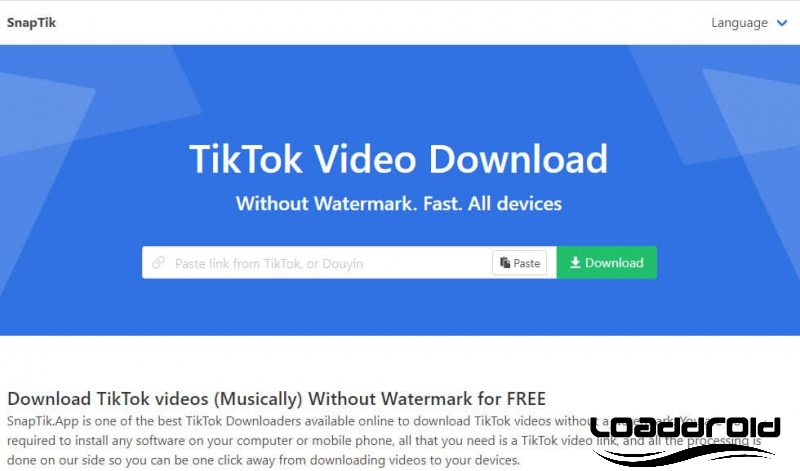 SnapTik
Language
TikTok Video Download
Without Watermark. Fast. All devices
Paste link from TikTok, or Douyin
Paste
Download
Download TikTok videos (Musically) Without Watermark for FREE
SnapTik.App is one of the best TikTok Downloaders available online to download TikTok videos without a
required to install any software on your computer or mobile phone, all that you need is a TikTok video link, and all the processing is
done on our side so you can be one click away from downloading videos to your devices.
Loaddroid